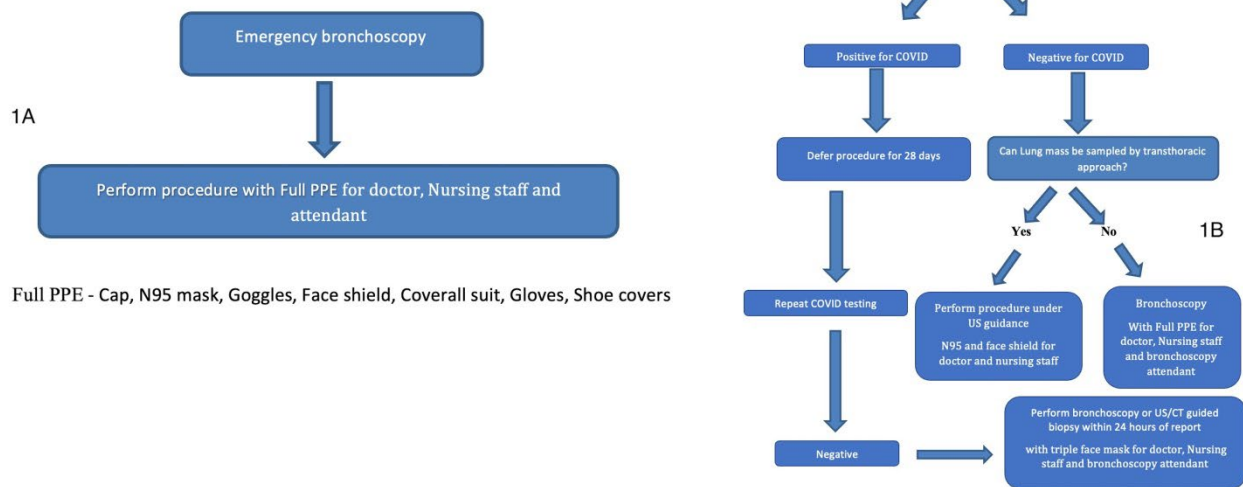 Emergency bronchoscopy
1A
Perform procedure with Full PPE for doctor, Nursing staff and
attendant
Full PPE - Cap, N95 mask, Goggles, Face shield, Coverall suit, Gloves, Shoe covers
Positive for COVID
Negative for COVID
Defer procedure for 28 days
Can Lung mass be sampled by transthoracic
approach?
Yes
No
1B
Repeat COVID testing
Perform procedure under
US guidance
N95 and face shield for
doctor and nursing staff
Bronchoscopy
With Full PPE for
doctor, Nursing staff
and bronchoscopy
attendant
Negative
Perform bronchoscopy or US/CT guided
biopsy within 24 hours of report
with triple face mask for doctor, Nursing
staff and bronchoscopy attendant